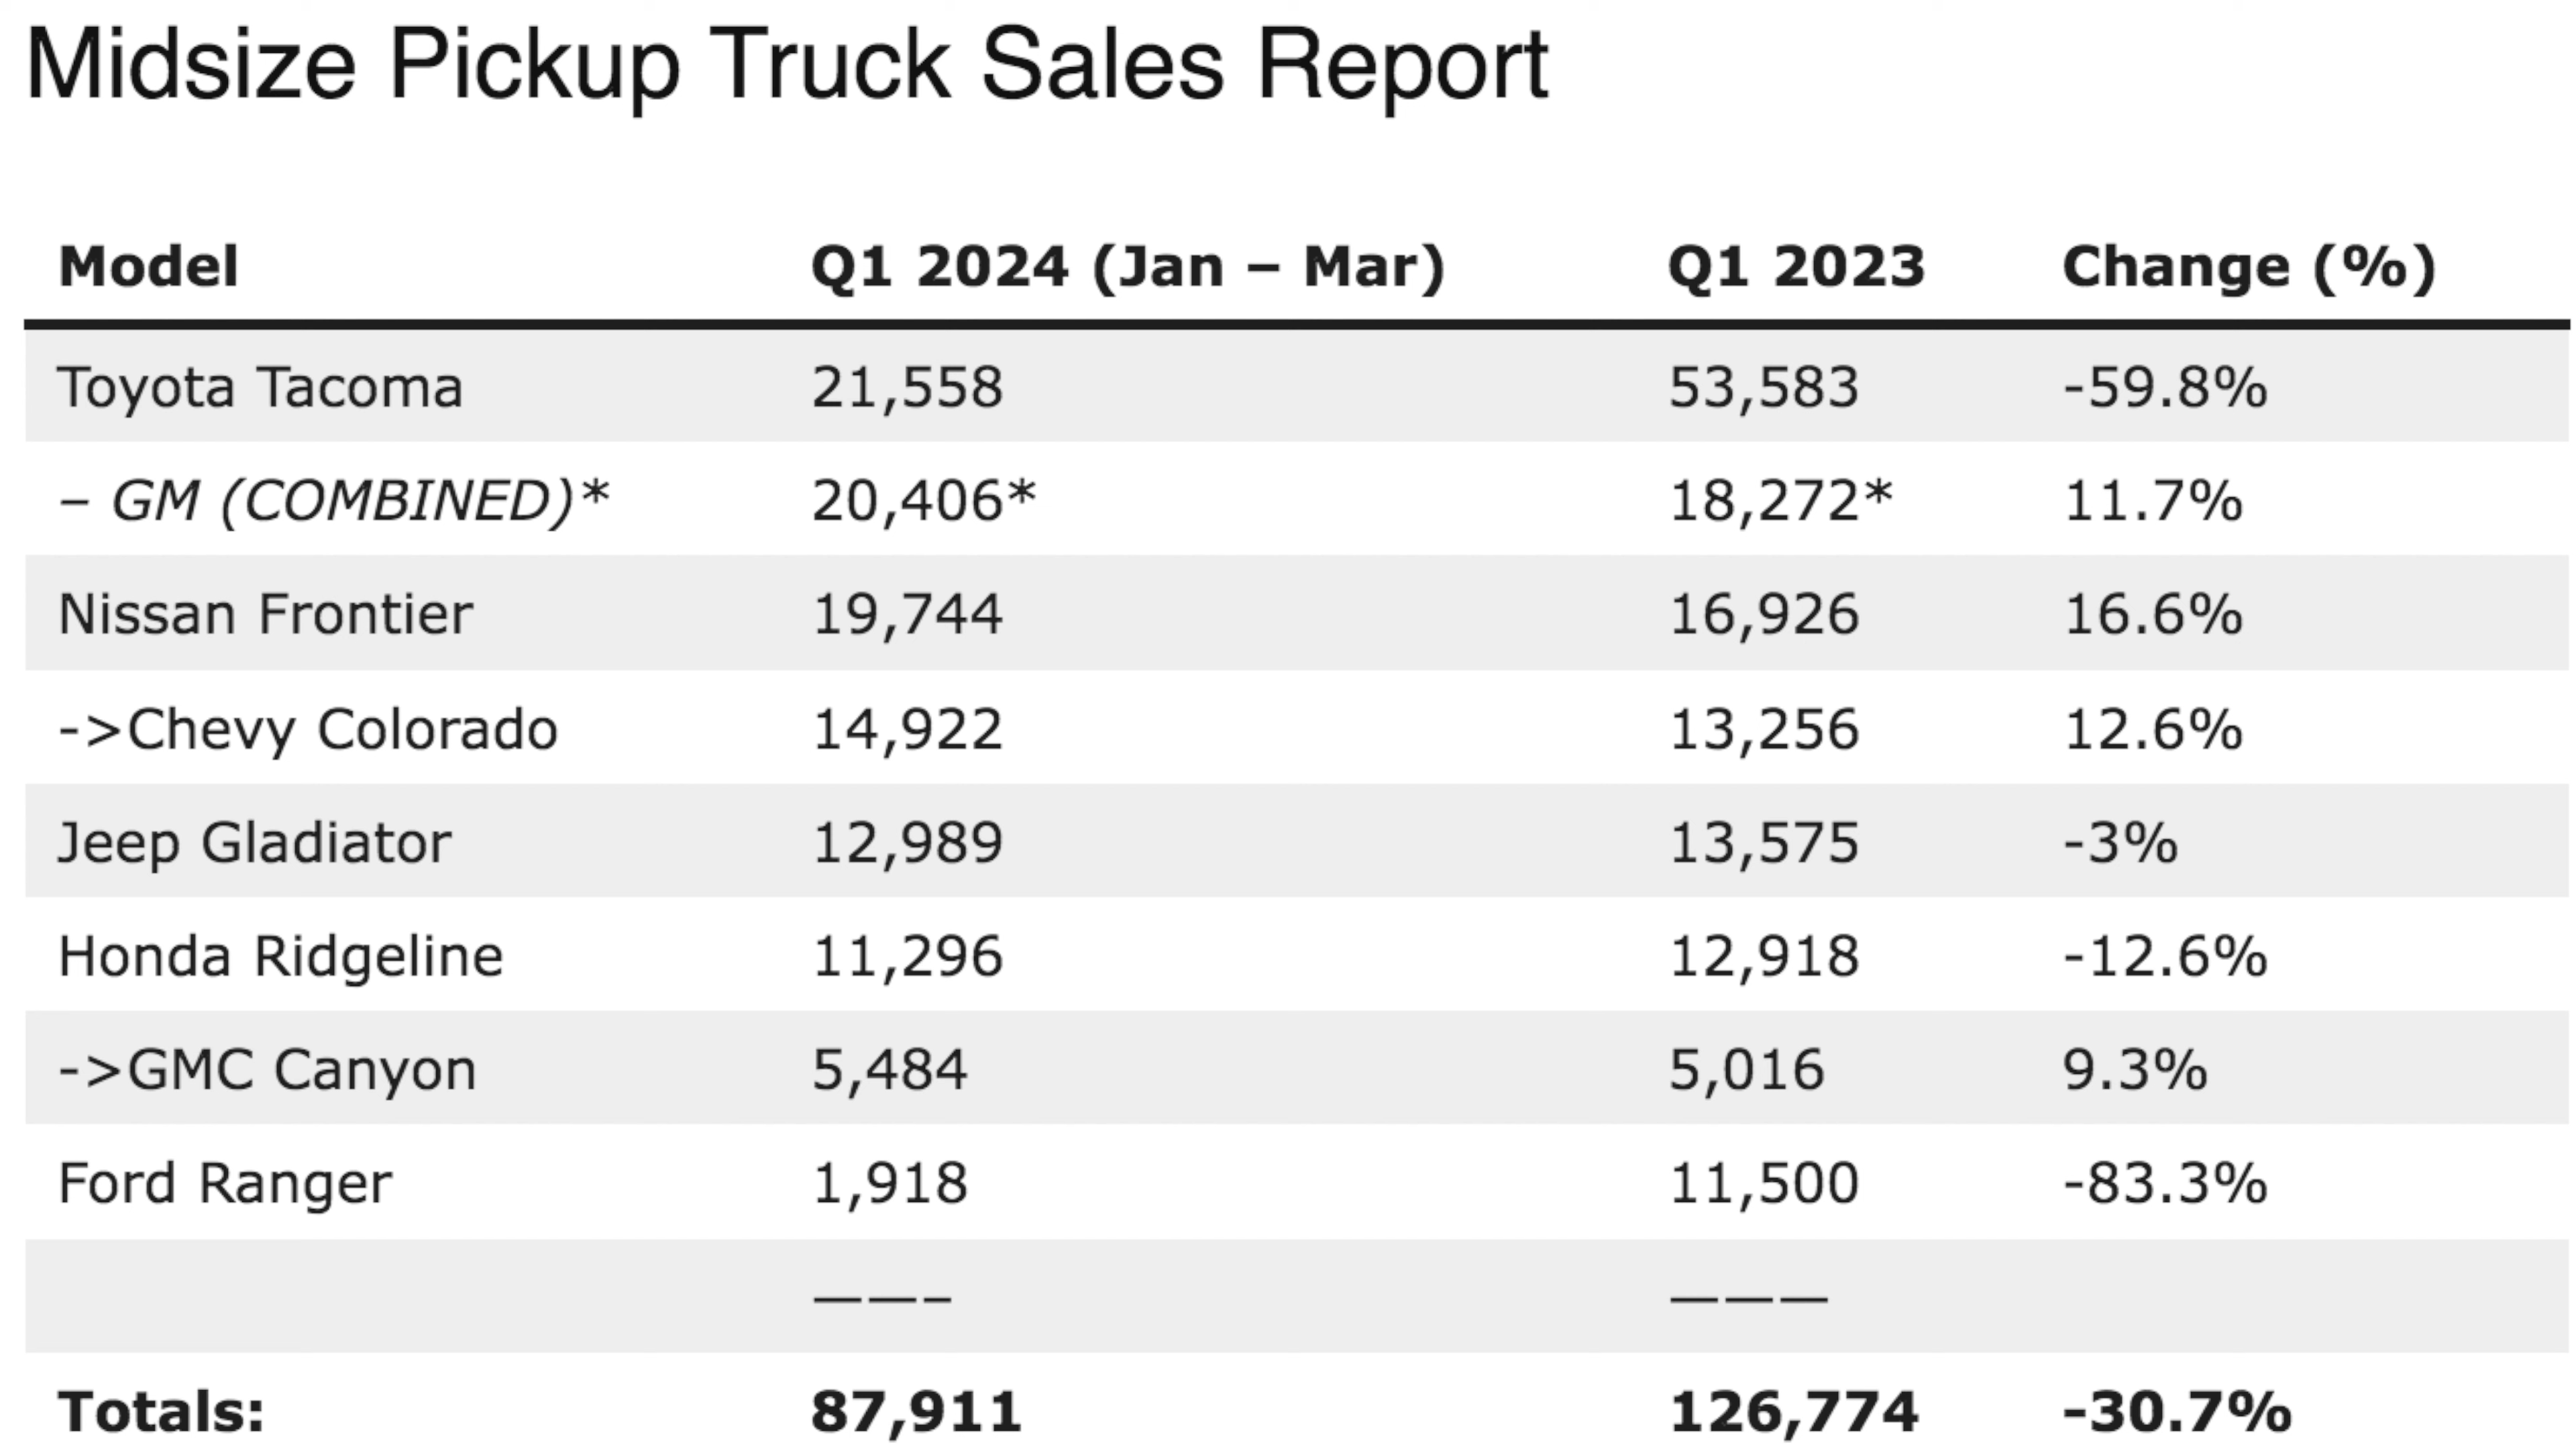 Midsize Pickup Truck Sales Report
Model Q1 2024 (Jan – Mar) Q1 2023 Change (%)
Toyota Tacoma 21,558 53,583 -59.8%
– GM (COMBINED)* 20,406* 18,272* 11.7%
Nissan Frontier 19,744 16,926 16.6%
->Chevy Colorado 14,922 13,256 12.6%
Jeep Gladiator 12,989 13,575 -3%
Honda Ridgeline 11,296 12,918 -12.6%
->GMC Canyon 5,484 5,016 9.3%
Ford Ranger 1,918 11,500 -83.3%
——– ———
Totals: 87,911 126,774 -30.7%